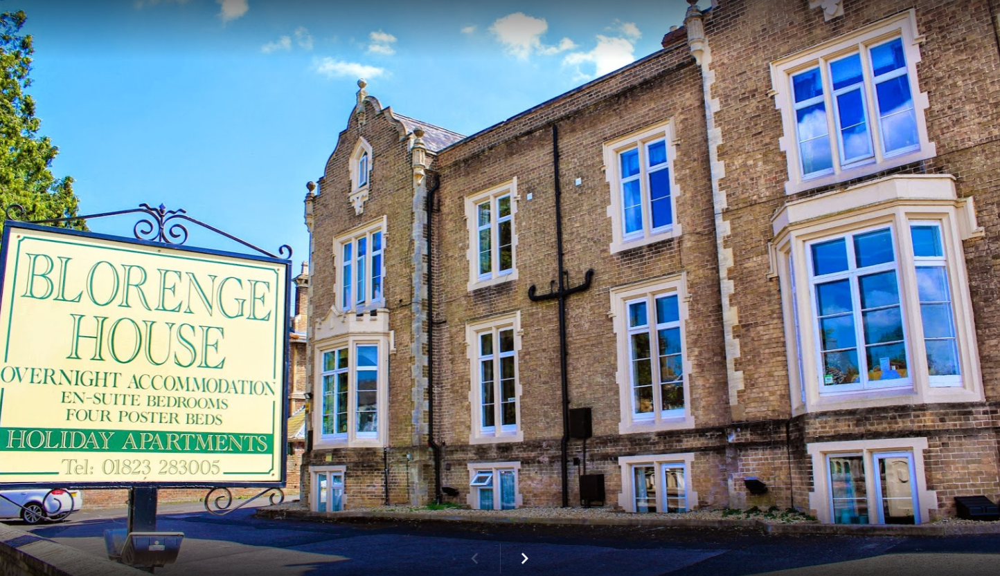 BLORENGE
HOUSE
OVERNIGHT ACCOMMODATION
EN-SUITE BEDROOMS
FOUR POSTER BEDS
HOLIDAY APARTMENTS
Tel: 01823 283005